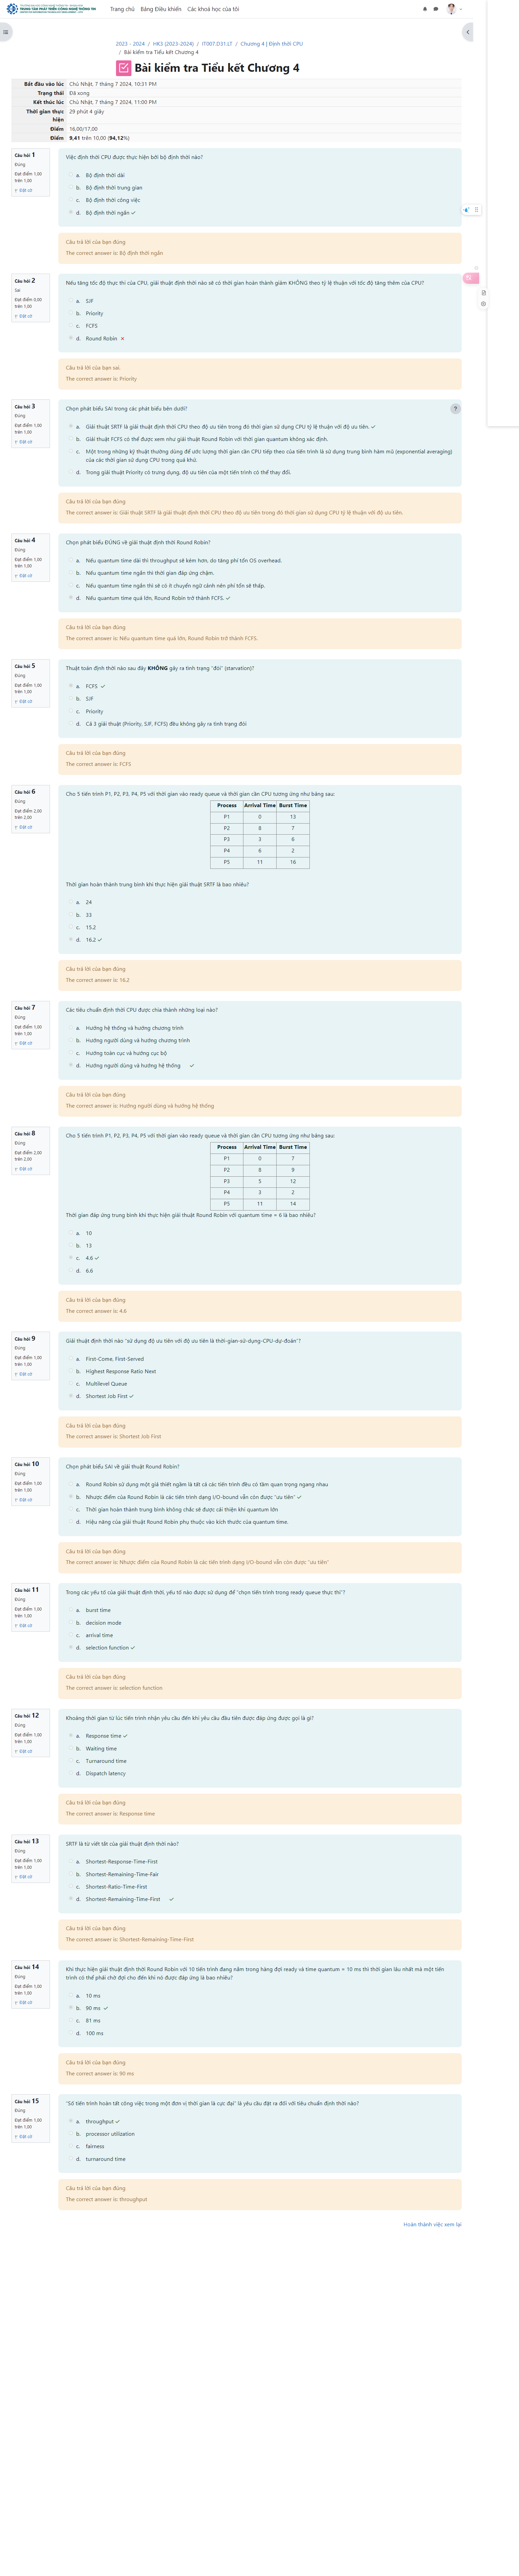 TRUNG TÂM PHÁT TRIỂN CÔNG NGHỆ THÔNG TIN
Trang chủ Bảng Điều khiển Các khoá học của tôi
2023 - 2024 / HK3 (2023-2024) / IT007.D31.LT / Chương 4 | Định thời CPU
/ Bài kiểm tra Tiểu kết Chương 4
Bài kiểm tra Tiểu kết Chương 4
Bắt đầu vào lúc Chủ Nhật, 7 tháng 7 2024, 10:31 PM
Trạng thái Đã xong
Kết thúc lúc Chủ Nhật, 7 tháng 7 2024, 11:00 PM
Thời gian thực hiện 29 phút 4 giây
Điểm 16,00/17,00
Điểm 9,41 trên 10,00 (94,12%)
Câu hỏi 1
Đúng
Đạt điểm 1,00 trên 1,00
Đặt cờ
Việc định thời CPU được thực hiện bởi bộ định thời nào?
a. Bộ định thời dài
b. Bộ định thời trung gian
c. Bộ định thời công việc
d. Bộ định thời ngắn ✓
Câu trả lời của bạn đúng
The correct answer is: Bộ định thời ngắn
Câu hỏi 2
Sai
Đạt điểm 0,00 trên 1,00
Đặt cờ
Nếu tăng tốc độ thực thi của CPU, giải thuật định thời nào sẽ có thời gian hoàn thành giảm KHÔNG theo tỷ lệ thuận với tốc độ tăng thêm của CPU?
a. SJF
b. Priority
c. FCFS
d. Round Robin ✗
Câu trả lời của bạn sai.
The correct answer is: Priority
Câu hỏi 3
Đúng
Đạt điểm 1,00 trên 1,00
Đặt cờ
Chọn phát biểu SAI trong các phát biểu bên dưới?
?
a. Giải thuật SRTF là giải thuật định thời CPU theo độ ưu tiên trong đó thời gian sử dụng CPU tỷ lệ thuận với độ ưu tiên. ✓
b. Giải thuật FCFS có thể được xem như giải thuật Round Robin với thời gian quantum không xác định.
c. Một trong những kỹ thuật thường dùng để ước lượng thời gian cần CPU tiếp theo của tiến trình là sử dụng trung bình hàm mũ (exponential averaging)
của các thời gian sử dụng CPU trong quá khứ.
d. Trong giải thuật Priority có trưng dụng, độ ưu tiên của một tiến trình có thể thay đổi.
Câu trả lời của bạn đúng
The correct answer is: Giải thuật SRTF là giải thuật định thời CPU theo độ ưu tiên trong đó thời gian sử dụng CPU tỷ lệ thuận với độ ưu tiên.
Câu hỏi 4
Đúng
Đạt điểm 1,00 trên 1,00
Đặt cờ
Chọn phát biểu ĐÚNG về giải thuật định thời Round Robin?
a. Nếu quantum time dài thì throughput sẽ kém hơn, do tăng phí tổn OS overhead.
b. Nếu quantum time ngắn thì thời gian đáp ứng chậm.
c. Nếu quantum time ngắn thì sẽ có ít chuyển ngữ cảnh nên phí tổn sẽ thấp.
d. Nếu quantum time quá lớn, Round Robin trở thành FCFS. ✓
Câu trả lời của bạn đúng
The correct answer is: Nếu quantum time quá lớn, Round Robin trở thành FCFS.
Câu hỏi 5
Đúng
Đạt điểm 1,00 trên 1,00
Đặt cờ
Thuật toán định thời nào sau đây KHÔNG gây ra tình trạng "đói" (starvation)?
a. FCFS ✓
b. SJF
c. Priority
d. Cả 3 giải thuật (Priority, SJF, FCFS) đều không gây ra tình trạng đói
Câu trả lời của bạn đúng
The correct answer is: FCFS
Câu hỏi 6
Đúng
Đạt điểm 2,00 trên 2,00
Đặt cờ
Cho 5 tiến trình P1, P2, P3, P4, P5 với thời gian vào ready queue và thời gian cần CPU tương ứng như bảng sau:
Process Arrival Time Burst Time
P1 0 13
P2 8 7
P3 3 6
P4 6 2
P5 11 16
Thời gian hoàn thành trung bình khi thực hiện giải thuật SRTF là bao nhiêu?
a. 24
b. 33
c. 15.2
d. 16.2 ✓
Câu trả lời của bạn đúng
The correct answer is: 16.2
Câu hỏi 7
Đúng
Đạt điểm 1,00 trên 1,00
Đặt cờ
Các tiêu chuẩn định thời CPU được chia thành những loại nào?
a. Hướng hệ thống và hướng chương trình
b. Hướng người dùng và hướng chương trình
c. Hướng toàn cục và hướng cục bộ
d. Hướng người dùng và hướng hệ thống ✓
Câu trả lời của bạn đúng
The correct answer is: Hướng người dùng và hướng hệ thống
Câu hỏi 8
Đúng
Đạt điểm 2,00 trên 2,00
Đặt cờ
Cho 5 tiến trình P1, P2, P3, P4, P5 với thời gian vào ready queue và thời gian cần CPU tương ứng như bảng sau:
Process Arrival Time Burst Time
P1 0 7
P2 8 9
P3 5 12
P4 3 2
P5 11 14
Thời gian đáp ứng trung bình khi thực hiện giải thuật Round Robin với quantum time = 6 là bao nhiêu?
a. 10
b. 13
c. 4.6 ✓
d. 6.6
Câu trả lời của bạn đúng
The correct answer is: 4.6
Câu hỏi 9
Đúng
Đạt điểm 1,00 trên 1,00
Đặt cờ
Giải thuật định thời nào "sử dụng độ ưu tiên với độ ưu tiên là thời-gian-sử-dụng-CPU-dự-đoán"?
a. First-Come, First-Served
b. Highest Response Ratio Next
c. Multilevel Queue
d. Shortest Job First ✓
Câu trả lời của bạn đúng
The correct answer is: Shortest Job First
Câu hỏi 10
Đúng
Đạt điểm 1,00 trên 1,00
Đặt cờ
Chọn phát biểu SAI về giải thuật Round Robin?
a. Round Robin sử dụng một giả thiết ngầm là tất cả các tiến trình đều có tầm quan trọng ngang nhau
b. Nhược điểm của Round Robin là các tiến trình dạng I/O-bound vẫn còn được "ưu tiên" ✓
c. Thời gian hoàn thành trung bình không chắc sẽ được cải thiện khi quantum lớn
d. Hiệu năng của giải thuật Round Robin phụ thuộc vào kích thước của quantum time.
Câu trả lời của bạn đúng
The correct answer is: Nhược điểm của Round Robin là các tiến trình dạng I/O-bound vẫn còn được "ưu tiên"
Câu hỏi 11
Đúng
Đạt điểm 1,00 trên 1,00
Đặt cờ
Trong các yếu tố của giải thuật định thời, yếu tố nào được sử dụng để "chọn tiến trình trong ready queue thực thi"?
a. burst time
b. decision mode
c. arrival time
d. selection function ✓
Câu trả lời của bạn đúng
The correct answer is: selection function
Câu hỏi 12
Đúng
Đạt điểm 1,00 trên 1,00
Đặt cờ
Khoảng thời gian từ lúc tiến trình nhận yêu cầu đến khi yêu cầu đầu tiên được đáp ứng được gọi là gì?
a. Response time ✓
b. Waiting time
c. Turnaround time
d. Dispatch latency
Câu trả lời của bạn đúng
The correct answer is: Response time
Câu hỏi 13
Đúng
Đạt điểm 1,00 trên 1,00
Đặt cờ
SRTF là từ viết tắt của giải thuật định thời nào?
a. Shortest-Response-Time-First
b. Shortest-Remaining-Time-Fair
c. Shortest-Ratio-Time-First
d. Shortest-Remaining-Time-First ✓
Câu trả lời của bạn đúng
The correct answer is: Shortest-Remaining-Time-First
Câu hỏi 14
Đúng
Đạt điểm 1,00 trên 1,00
Đặt cờ
Khi thực hiện giải thuật định thời Round Robin với 10 tiến trình đang nằm trong hàng đợi ready và time quantum = 10 ms thì thời gian lâu nhất mà một tiến
trình có thể phải chờ đợi cho đến khi nó được đáp ứng là bao nhiêu?
a. 10 ms
b. 90 ms ✓
c. 81 ms
d. 100 ms
Câu trả lời của bạn đúng
The correct answer is: 90 ms
Câu hỏi 15
Đúng
Đạt điểm 1,00 trên 1,00
Đặt cờ
"Số tiến trình hoàn tất công việc trong một đơn vị thời gian là cực đại" là yêu cầu đặt ra đối với tiêu chuẩn định thời nào?
a. throughput ✓
b. processor utilization
c. fairness
d. turnaround time
Câu trả lời của bạn đúng
The correct answer is: throughput
Hoàn thành việc xem lại